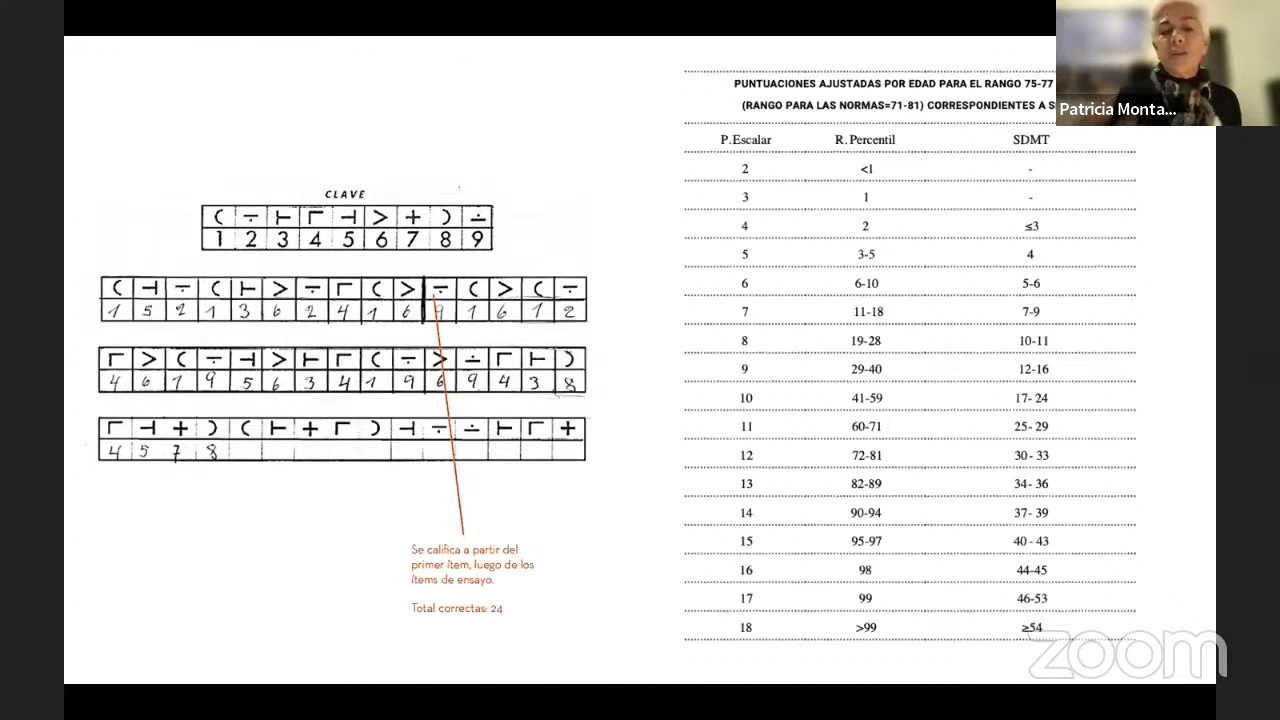 CLAVE
( ÷ ⊢ Γ ⊣ > + ) ∸
1 2 3 4 5 6 7 8 9
( ⊣ ÷ ( ⊢ > ÷ Γ ( > ÷ ( > ( ÷
1 5 2 1 3 6 2 4 1 6 9 1 6 1 2
Γ > ( ÷ ⊣ > ⊢ Γ ( ÷ > ∸ Γ ⊢ )
4 6 1 9 5 6 3 4 1 9 6 9 4 3 8
Γ ⊣ + ) ( ⊢ + Γ ) ⊣ ÷ ∸ ⊢ Γ +
4 5 7 8
Se califica a partir del
primer ítem, luego de los
ítems de ensayo.
Total correctas: 24
PUNTUACIONES AJUSTADAS POR EDAD PARA EL RANGO 75-77
(RANGO PARA LAS NORMAS=71-81) CORRESPONDIENTES A S
P.Escalar R. Percentil SDMT
2 <1 -
3 1 -
4 2 ≤3
5 3-5 4
6 6-10 5-6
7 11-18 7-9
8 19-28 10-11
9 29-40 12-16
10 41-59 17- 24
11 60-71 25- 29
12 72-81 30- 33
13 82-89 34- 36
14 90-94 37- 39
15 95-97 40 - 43
16 98 44-45
17 99 46-53
18 >99 ≥54
Patricia Monta...
zoom